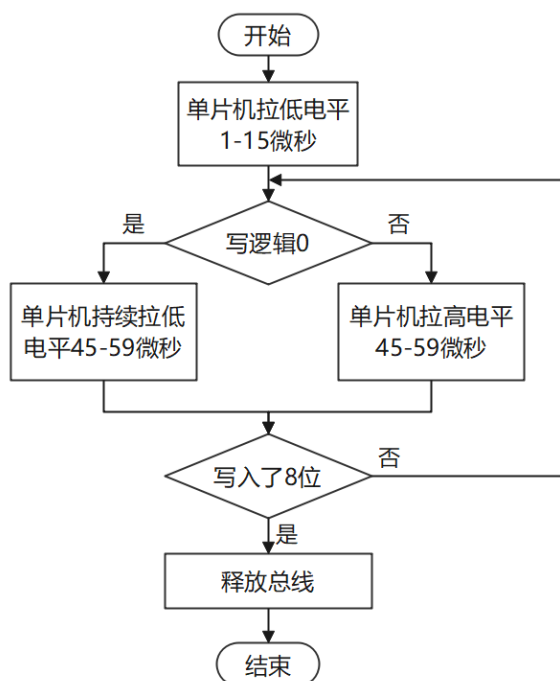 开始
单片机拉低电平
1-15微秒
是
写逻辑0
否
单片机持续拉低
电平45-59微秒
单片机拉高电平
45-59微秒
写入了8位
否
是
释放总线
结束